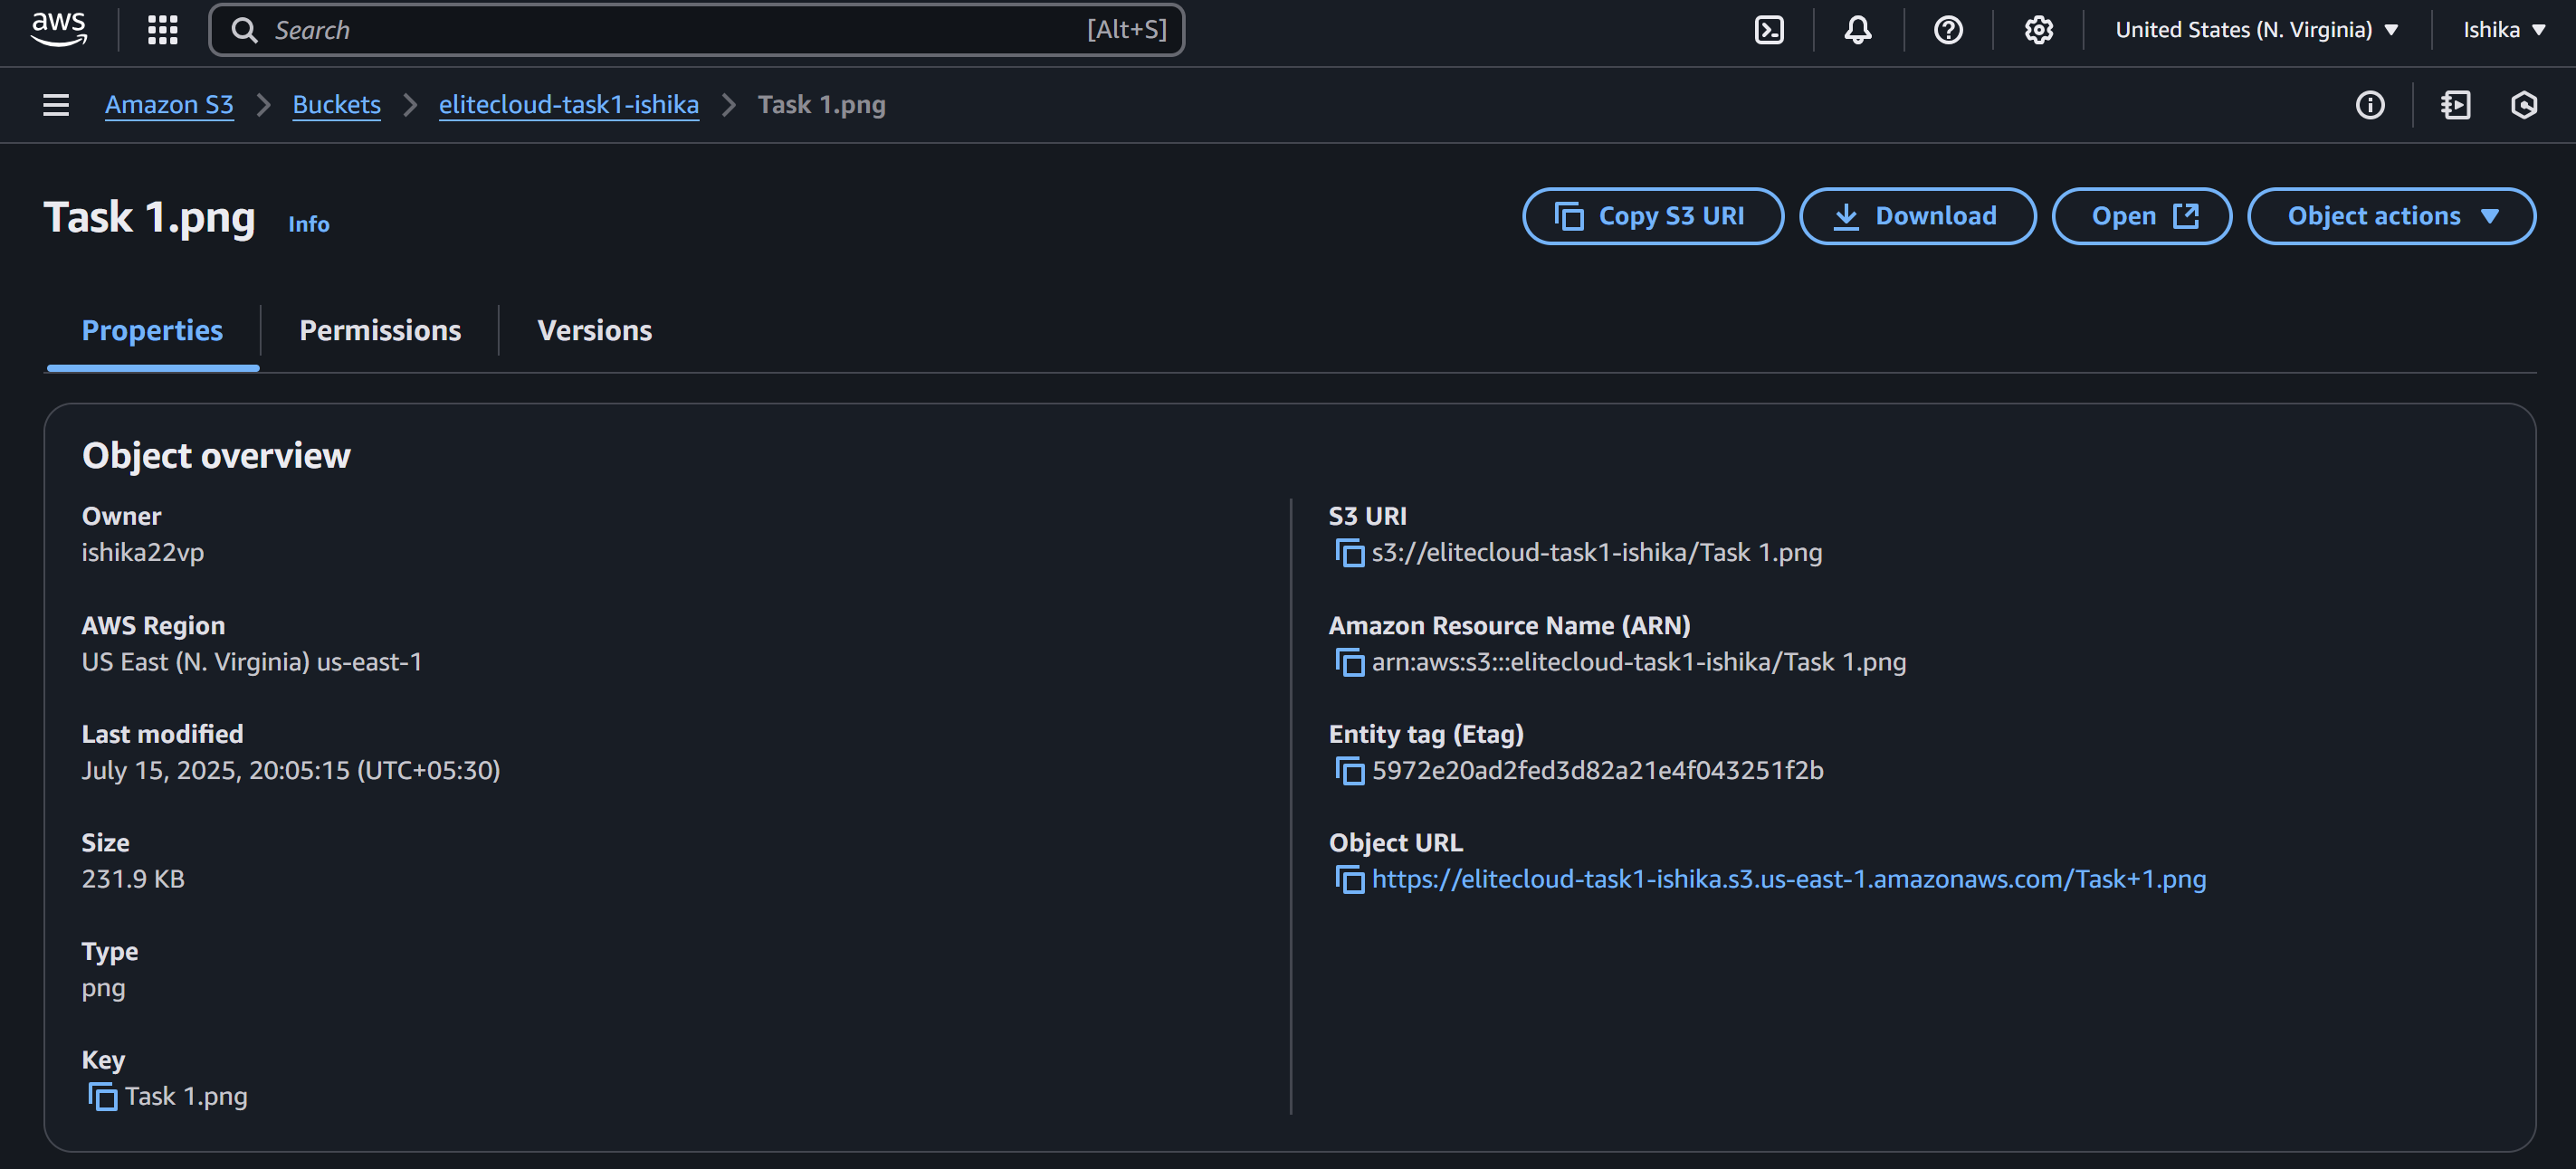 aws
Search [Alt+S]
United States (N. Virginia) Ishika
Amazon S3 Buckets elitecloud-task1-ishika Task 1.png
Task 1.png Info
Copy S3 URI Download Open Object actions
Properties Permissions Versions
Object overview
Owner
ishika22vp
AWS Region
US East (N. Virginia) us-east-1
Last modified
July 15, 2025, 20:05:15 (UTC+05:30)
Size
231.9 KB
Type
png
Key
Task 1.png
S3 URI
s3://elitecloud-task1-ishika/Task 1.png
Amazon Resource Name (ARN)
arn:aws:s3:::elitecloud-task1-ishika/Task 1.png
Entity tag (Etag)
5972e20ad2fed3d82a21e4f043251f2b
Object URL
https://elitecloud-task1-ishika.s3.us-east-1.amazonaws.com/Task+1.png